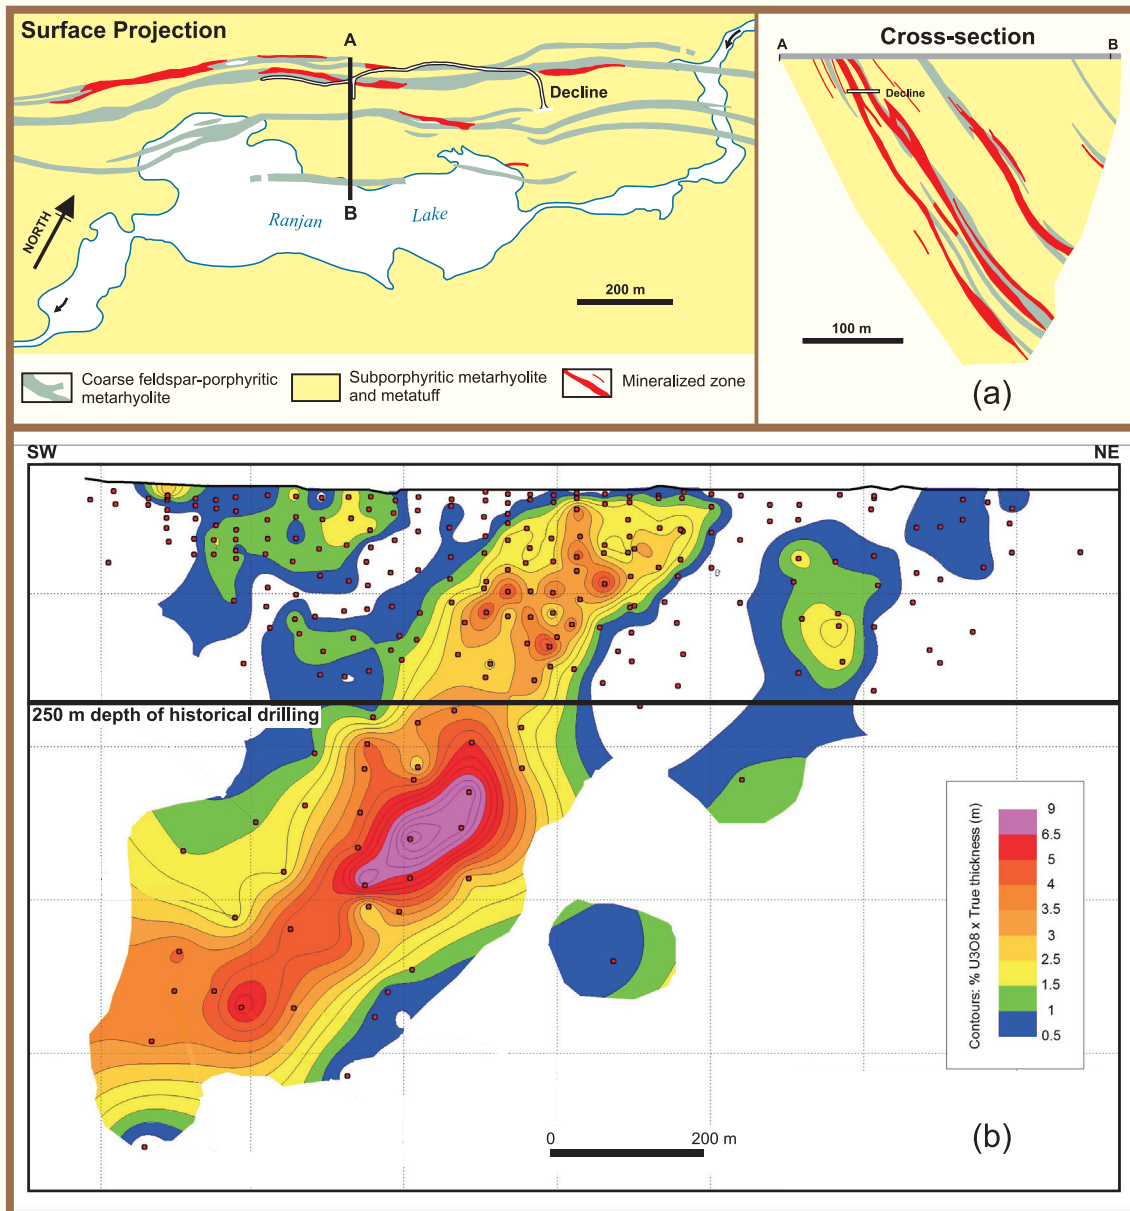 Surface Projection
A
Decline
B
Ranjan Lake
NORTH
200 m
Cross-section
A
B
Decline
100 m
(a)
Coarse feldspar-porphyritic
metarhyolite
Subporphyritic metarhyolite
and metatuff
Mineralized zone
SW
NE
250 m depth of historical drilling
Contours: % U3O8 x True thickness (m)
9
6.5
5
4
3.5
3
2.5
1.5
1
0.5
0
200 m
(b)